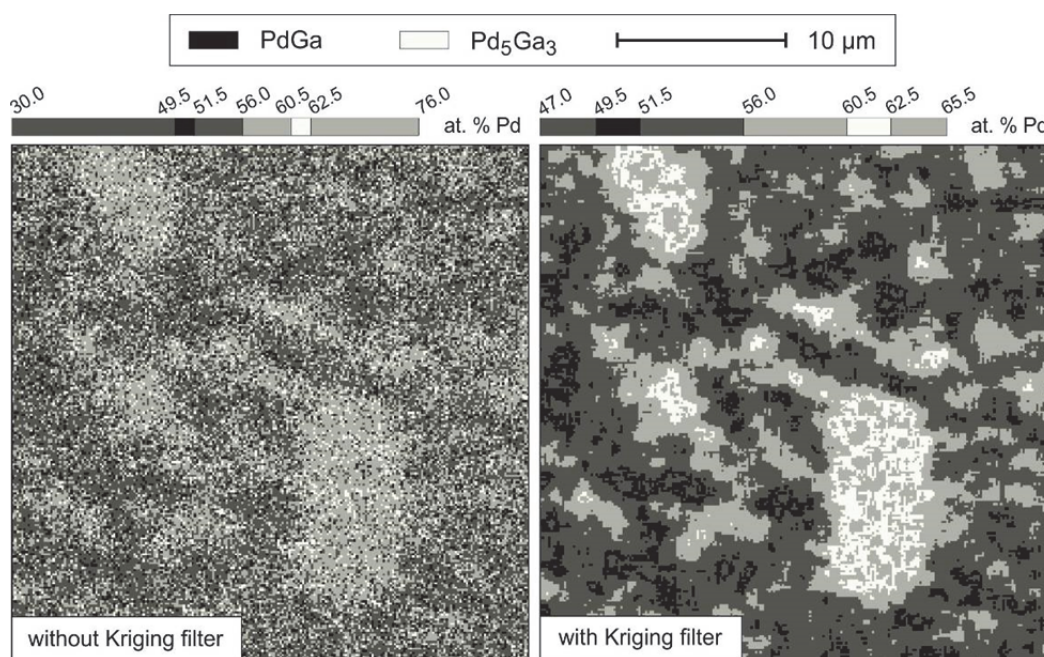 PdGa Pd₅Ga₃ 10 µm
30.0 49.5 51.5 56.0 60.5 62.5 76.0 at. % Pd
47.0 49.5 51.5 56.0 60.5 62.5 65.5 at. % Pd
without Kriging filter
with Kriging filter